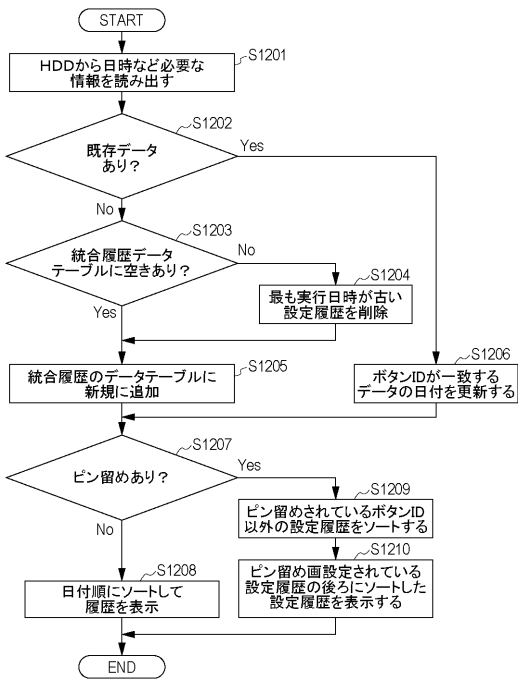 START
S1201
HDDから日時など必要な
情報を読み出す
S1202
既存データ
あり?
Yes
No
S1203
統合履歴データ
テーブルに空きあり?
No
Yes
S1204
最も実行日時が古い
設定履歴を削除
S1205
統合履歴のデータテーブルに
新規に追加
S1206
ボタンIDが一致する
データの日付を更新する
S1207
ピン留めあり?
Yes
No
S1209
ピン留めされているボタンID
以外の設定履歴をソートする
S1208
日付順にソートして
履歴を表示
S1210
ピン留め画設定されている
設定履歴の後ろにソートした
設定履歴を表示する
END